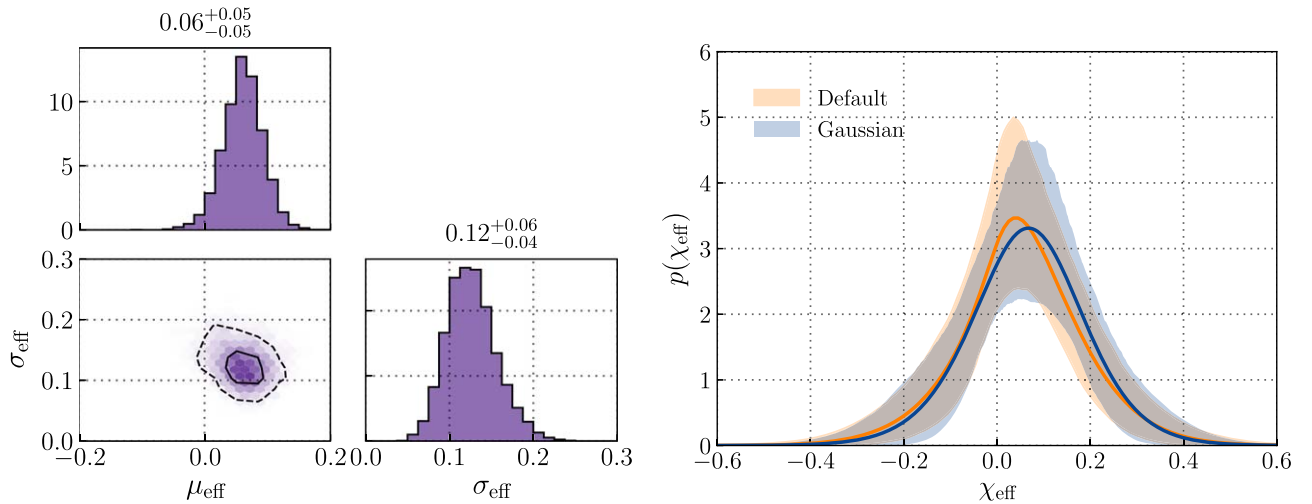 0.06^{+0.05}_{-0.05}
10
5
0
0.12^{+0.06}_{-0.04}
0.3
0.2
0.1
0.0
σ_eff
−0.2 0.0 0.2
μ_eff
0.0 0.1 0.2 0.3
σ_eff
6
5
4
3
2
1
0
p(χ_eff)
Default
Gaussian
−0.6 −0.4 −0.2 0.0 0.2 0.4 0.6
χ_eff